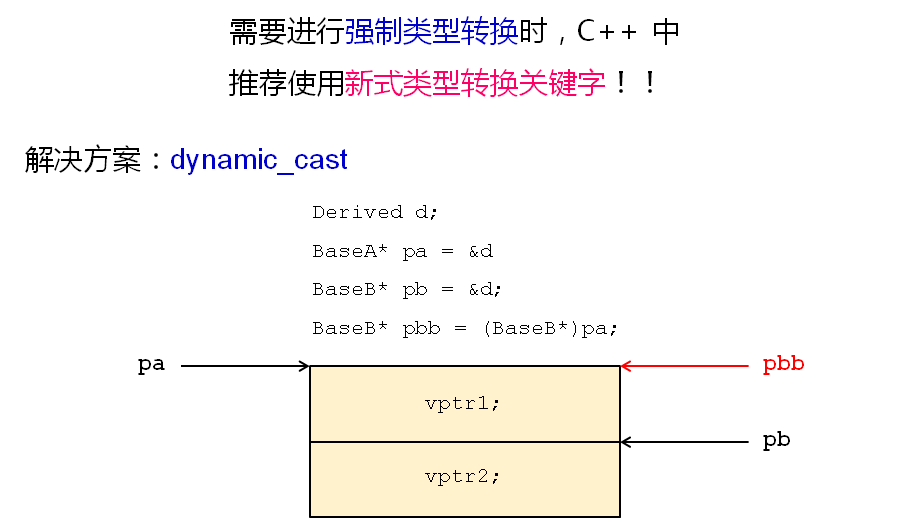 需要进行强制类型转换时，C++ 中
推荐使用新式类型转换关键字！！
解决方案：dynamic_cast
Derived d;
BaseA* pa = &d
BaseB* pb = &d;
BaseB* pbb = (BaseB*)pa;
pa
pbb
vptr1;
pb
vptr2;